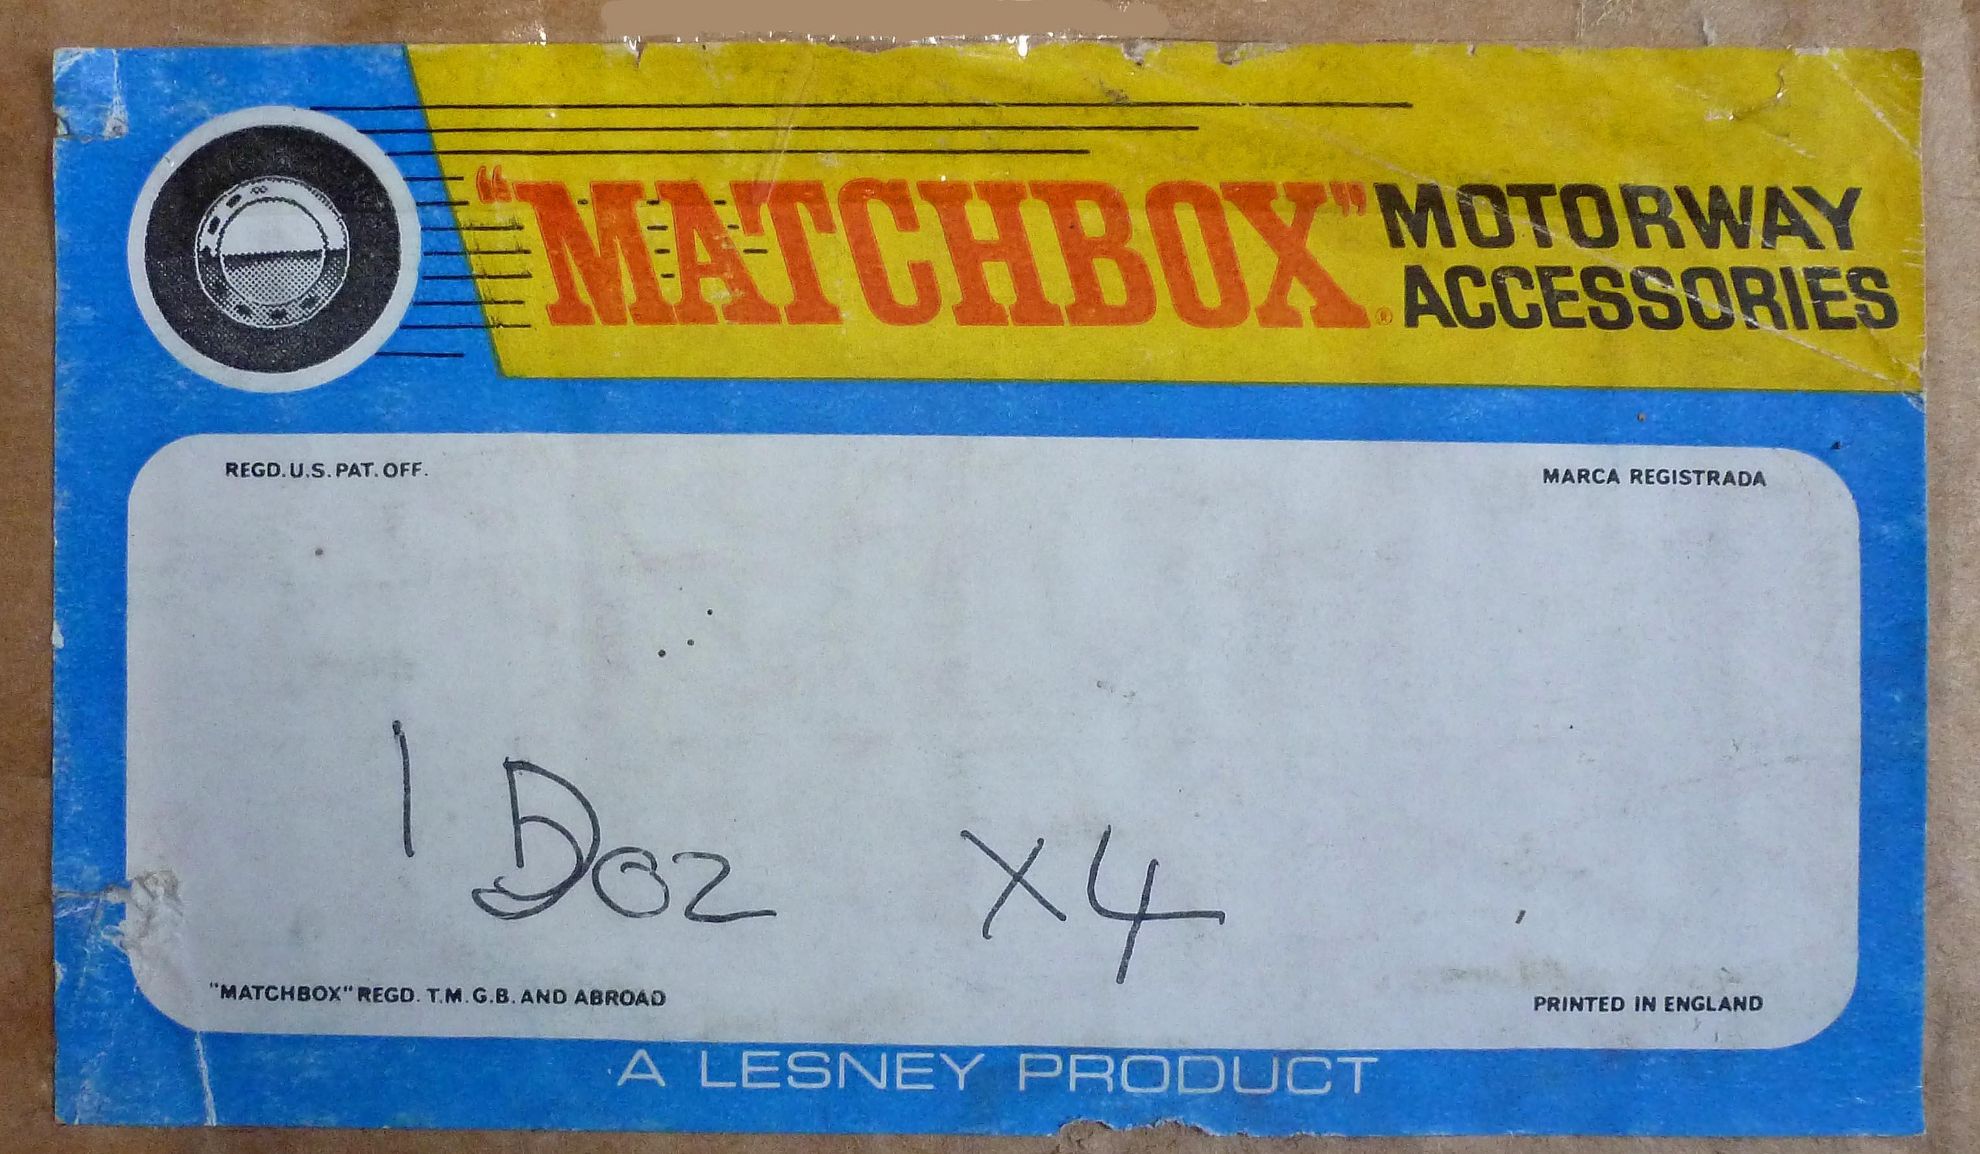 "MATCHBOX"® MOTORWAY
ACCESSORIES
REGD. U.S. PAT. OFF.
MARCA REGISTRADA
1 Doz x4
"MATCHBOX" REGD. T.M. G.B. AND ABROAD
PRINTED IN ENGLAND
A LESNEY PRODUCT